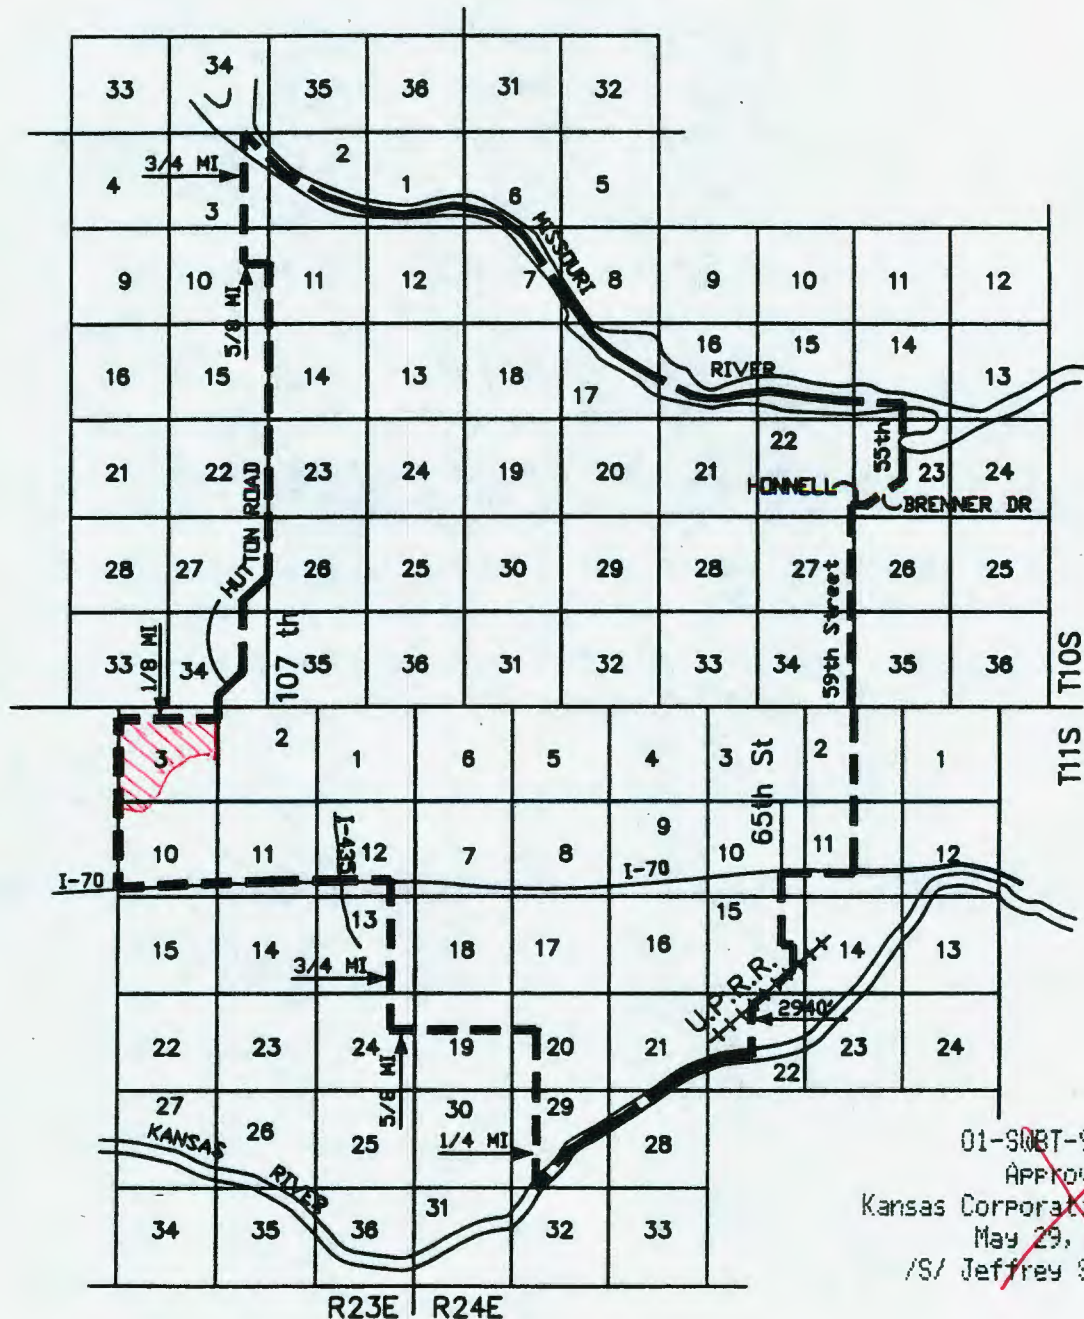 33 34 35 36 31 32
3/4 MI
4 3 2 1 6 5
9 10 11 12 7 8 9 10 11 12
MISSOURI
5/8 MI
16 15 14 13 18 17 16 15 14 13
RIVER
21 22 23 24 19 20 21 22 23 24
55th
HONNELL
BRENNER DR
HUTTON ROAD
28 27 26 25 30 29 28 27 26 25
59th Street
33 34 35 36 31 32 33 34 35 36
1/8 MI
107 th
T10S
T11S
3 2 1 6 5 4 3 2 1
65th St
10 11 12 7 8 9 10 11 12
I-435
I-70
I-70
15 14 13 18 17 16 15 14 13
3/4 MI
U.P.R.R.
2940'
22 23 24 19 20 21 22 23 24
5/8 MI
27 26 25 30 29 28
1/4 MI
KANSAS
RIVER
34 35 36 31 32 33
R23E R24E
01-SWBT-
Approv
Kansas Corporat
May 29,
/S/ Jeffrey S